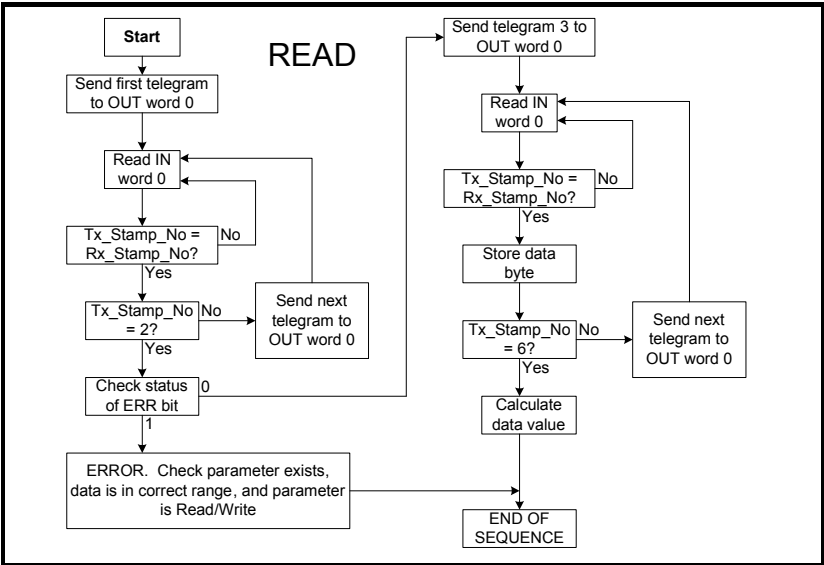 Start
READ
Send first telegram
to OUT word 0
Read IN
word 0
Tx_Stamp_No =
Rx_Stamp_No?
No
Yes
Tx_Stamp_No
= 2?
No
Yes
Send next
telegram to
OUT word 0
Check status
of ERR bit
0
1
ERROR.  Check parameter exists,
data is in correct range, and parameter
is Read/Write
Send telegram 3 to
OUT word 0
Read IN
word 0
Tx_Stamp_No =
Rx_Stamp_No?
No
Yes
Store data
byte
Tx_Stamp_No
= 6?
No
Yes
Send next
telegram to
OUT word 0
Calculate
data value
END OF
SEQUENCE